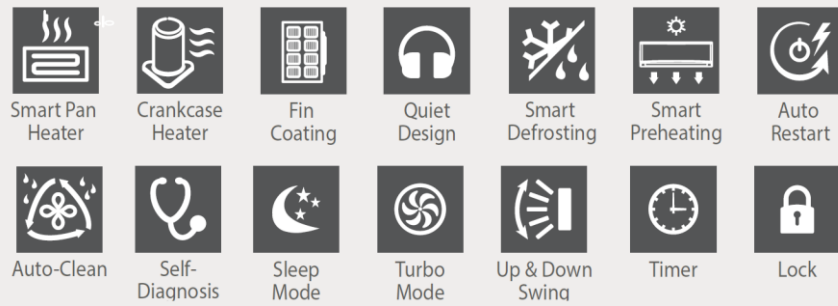 Smart Pan Heater
Crankcase Heater
Fin Coating
Quiet Design
Smart Defrosting
Smart Preheating
Auto Restart
Auto-Clean
Self-Diagnosis
Sleep Mode
Turbo Mode
Up & Down Swing
Timer
Lock